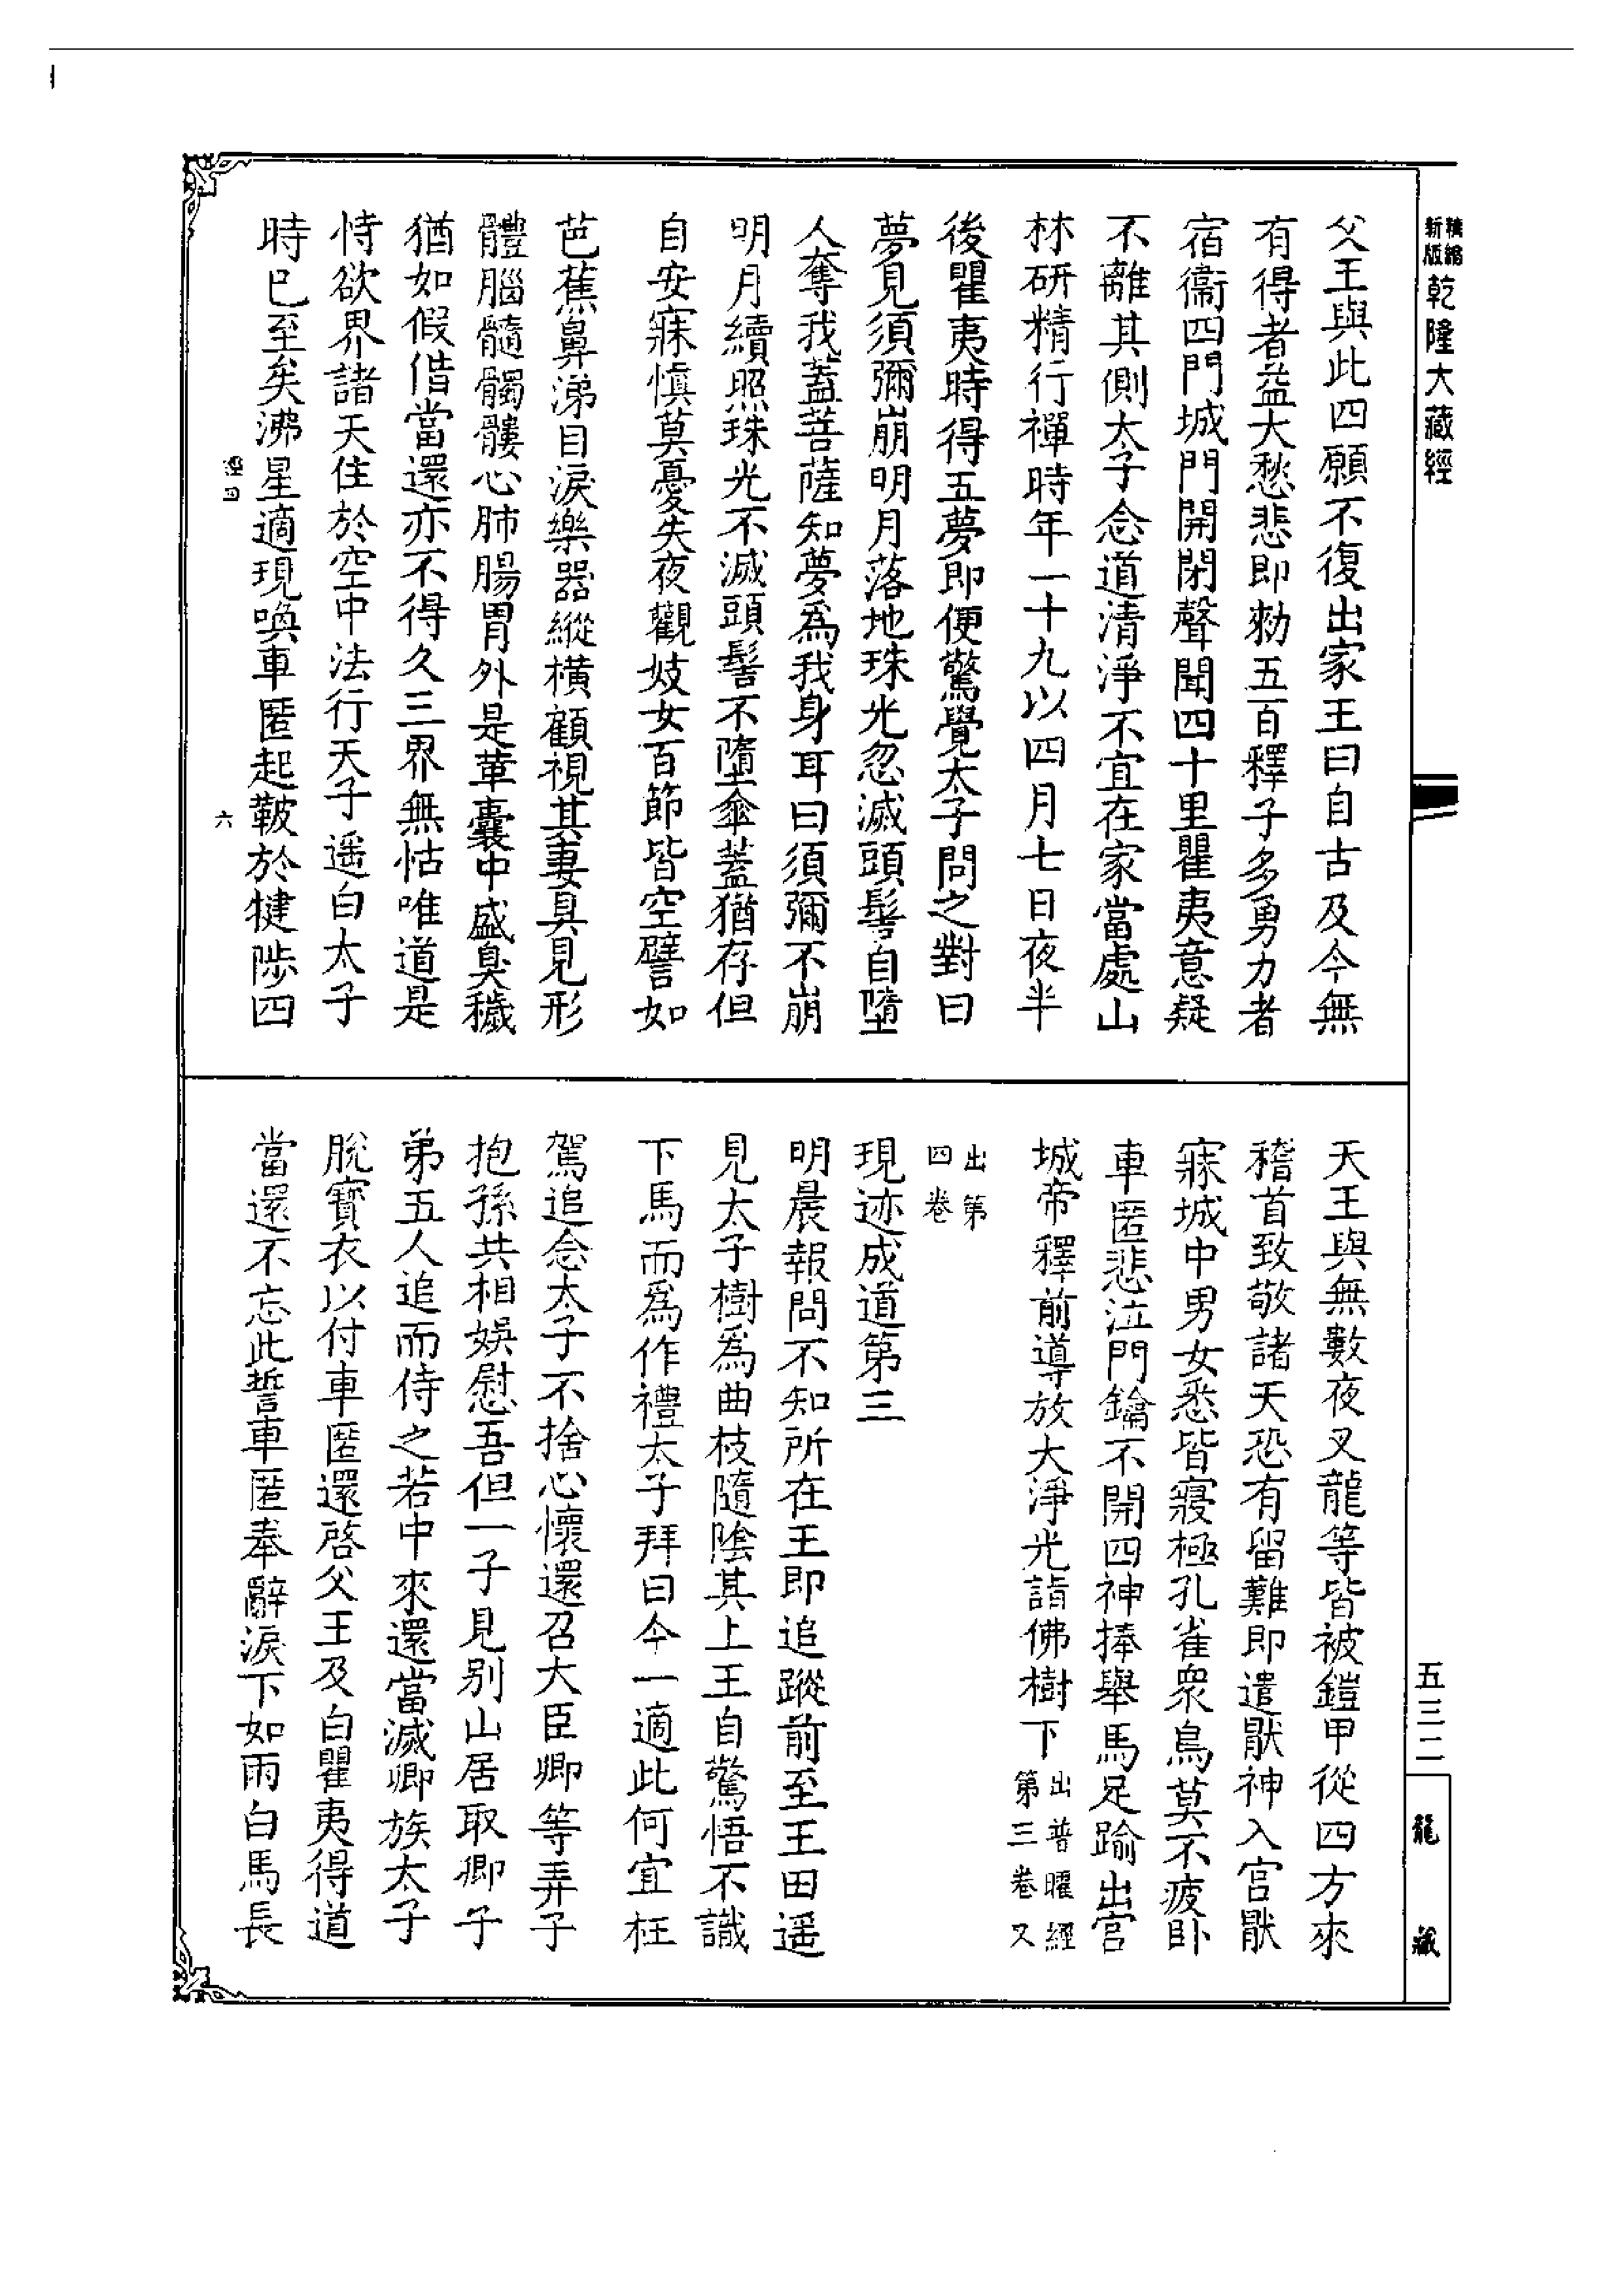 新版精縮
乾隆大藏經
父王與此四願不復出家王曰自古及今無
有得者益大愁悲即勑五百釋子多勇力者
宿衞四門城門開閉聲聞四十里瞿夷意疑
不離其側太子念道清淨不宜在家當處山
林研精行禪時年一十九以四月七日夜半
後瞿夷時得五夢即便驚覺太子問之對曰
夢見須彌崩明月落地珠光忽滅頭髻自墮
人奪我蓋菩薩知夢爲我身耳曰須彌不崩
明月續照珠光不滅頭髻不墮傘蓋猶存但
自安寐愼莫憂失夜觀妓女百節皆空譬如
芭蕉鼻涕目淚樂器縱橫顧視其妻具見形
體腦髓髑髏心肺腸胃外是革囊中盛臭穢
猶如假借當還亦不得久三界無怙唯道是
恃欲界諸天住於空中法行天子遥白太子
時已至矣沸星適現喚車匿起鞁於犍陟四
六
天王與無數夜叉龍等皆被鎧甲從四方來
稽首致敬諸天恐有留難即遣猒神入宮猒
寐城中男女悉皆寢極孔雀衆鳥莫不疲卧
車匿悲泣門鑰不開四神捧舉馬足踰出宮
城帝釋前導放大淨光詣佛樹下出普曜經第三卷又
出第四卷
現迹成道第三
明晨報問不知所在王即追蹤前至王田遥
見太子樹爲曲枝隨陰其上王自驚悟不識
下馬而爲作禮太子拜曰今一適此何宜枉
駕追念太子不捨心懷還召大臣卿等弄子
抱孫共相娛慰吾但一子見別山居取卿子
弟五人追而侍之若中來還當滅卿族太子
脫寶衣以付車匿還啓父王及白瞿夷得道
當還不忘此誓車匿奉辭淚下如雨白馬長
五三二
龍藏